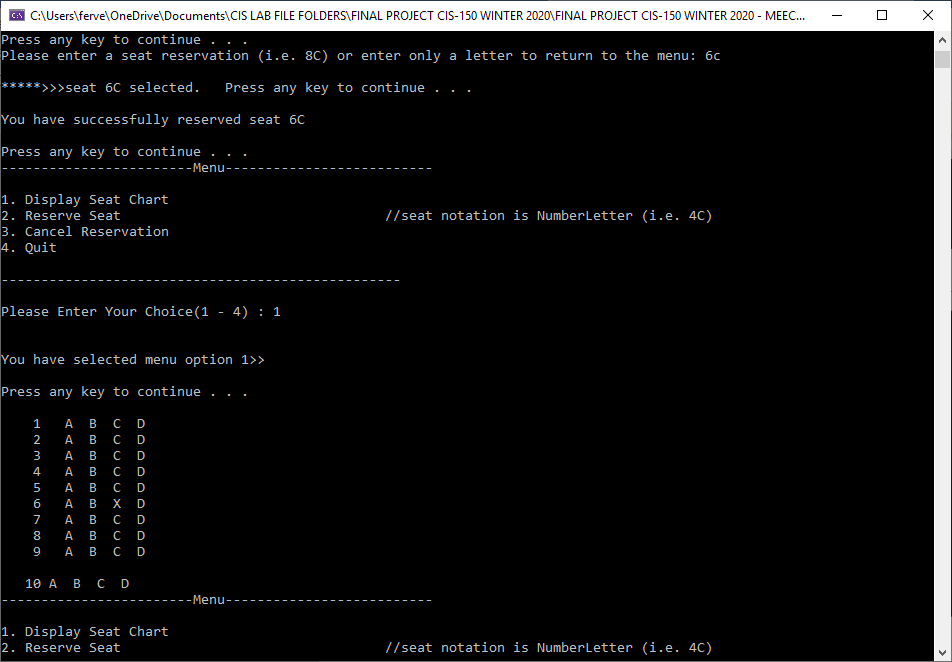 C:\Users\ferve\OneDrive\Documents\CIS LAB FILE FOLDERS\FINAL PROJECT CIS-150 WINTER 2020\FINAL PROJECT CIS-150 WINTER 2020 - MEEC...
Press any key to continue . . .
Please enter a seat reservation (i.e. 8C) or enter only a letter to return to the menu: 6c
*****>>>seat 6C selected.   Press any key to continue . . .
You have successfully reserved seat 6C
Press any key to continue . . .
------------------------Menu--------------------------
1. Display Seat Chart
2. Reserve Seat                                 //seat notation is NumberLetter (i.e. 4C)
3. Cancel Reservation
4. Quit
--------------------------------------------------
Please Enter Your Choice(1 - 4) : 1
You have selected menu option 1>>
Press any key to continue . . .
    1   A  B  C  D
    2   A  B  C  D
    3   A  B  C  D
    4   A  B  C  D
    5   A  B  C  D
    6   A  B  X  D
    7   A  B  C  D
    8   A  B  C  D
    9   A  B  C  D
   10 A  B  C  D
------------------------Menu--------------------------
1. Display Seat Chart
2. Reserve Seat                                 //seat notation is NumberLetter (i.e. 4C)